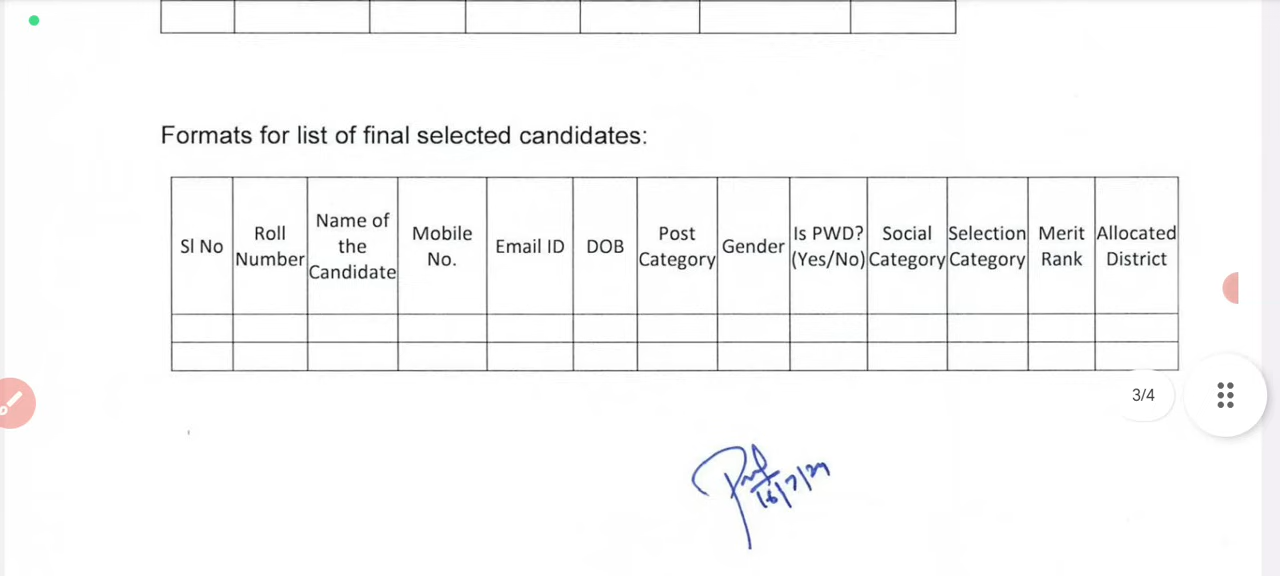 Formats for list of final selected candidates:
Sl No
Roll
Number
Name of
the
Candidate
Mobile
No.
Email ID
DOB
Post
Category
Gender
Is PWD?
(Yes/No)
Social
Category
Selection
Category
Merit
Rank
Allocated
District
3/4
16/7/24